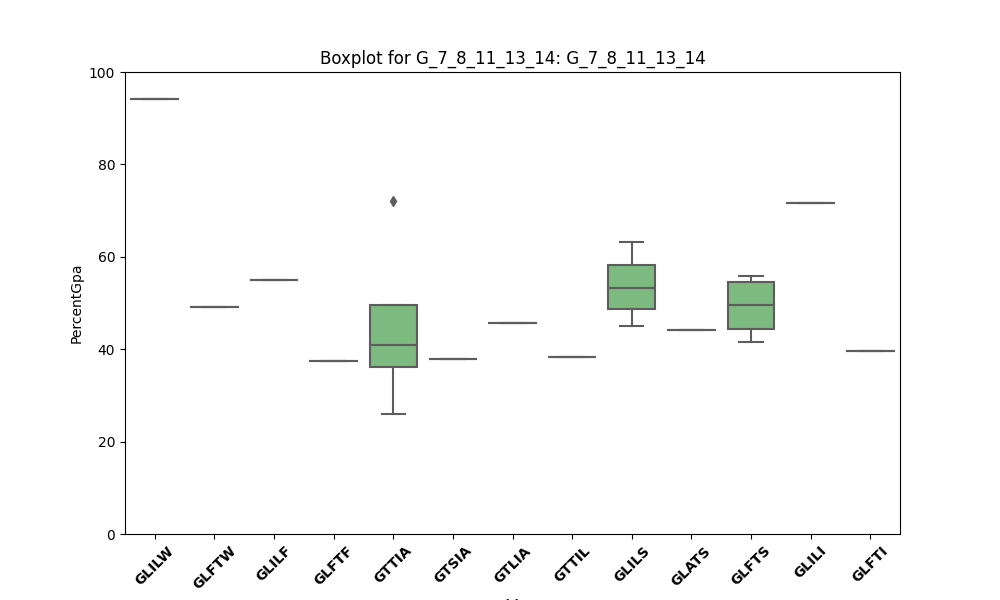 Boxplot for G_7_8_11_13_14: G_7_8_11_13_14
100
80
60
40
20
0
PercentGpa
GLILW
GLFTW
GLILF
GLFTF
GTTIA
GTSIA
GTLIA
GTTIL
GLILS
GLATS
GLFTS
GLILI
GLFTI